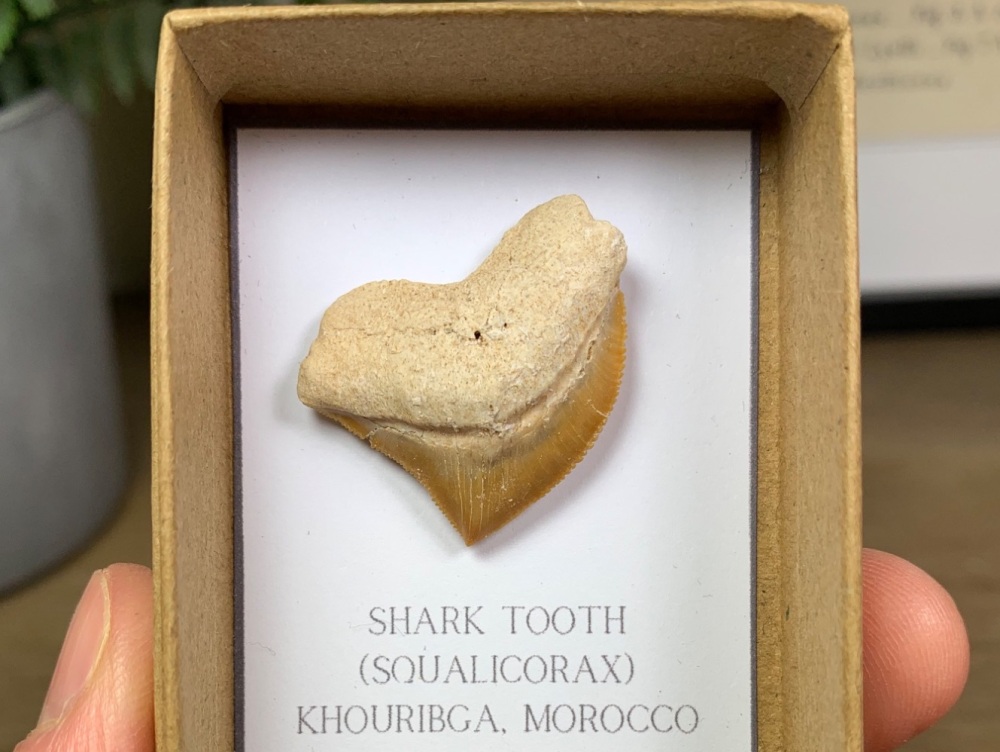 SHARK TOOTH
(SQUALICORAX)
KHOURIBGA, MOROCCO